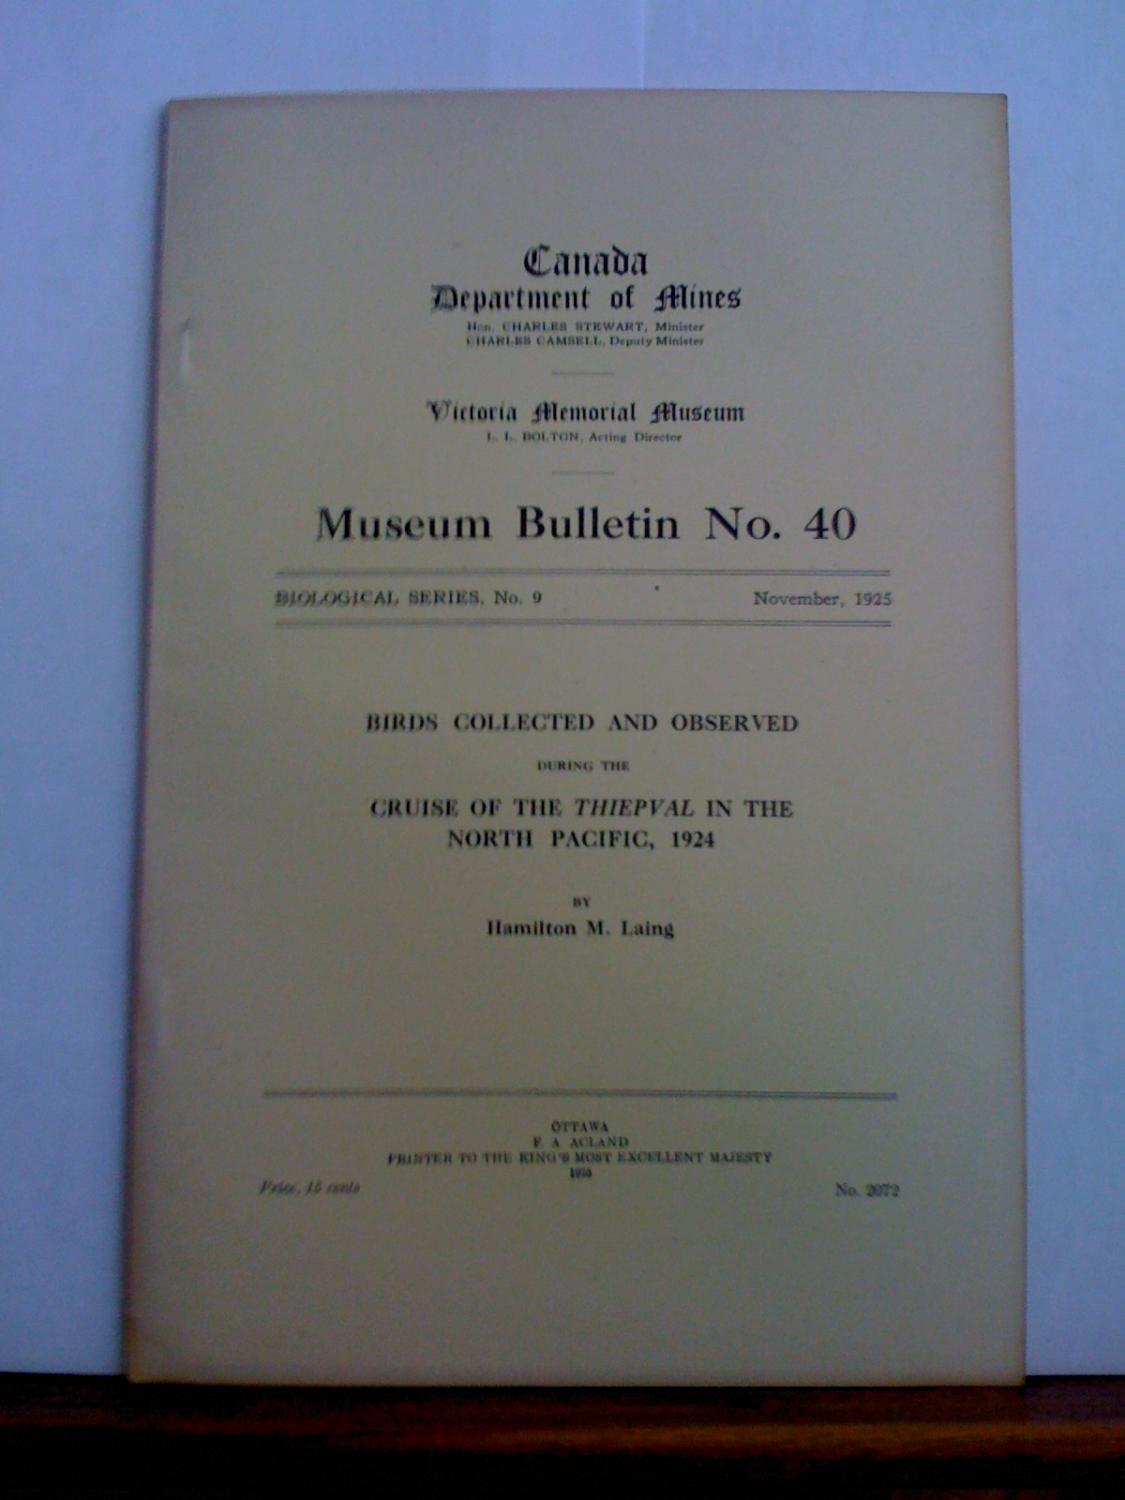 Canada
Department of Mines
Hon. CHARLES STEWART, Minister
CHARLES CAMSELL, Deputy Minister
Victoria Memorial Museum
L. L. BOLTON, Acting Director
Museum Bulletin No. 40
BIOLOGICAL SERIES, No. 9
November, 1925
BIRDS COLLECTED AND OBSERVED
DURING THE
CRUISE OF THE THIEPVAL IN THE
NORTH PACIFIC, 1924
BY
Hamilton M. Laing
OTTAWA
F. A. ACLAND
PRINTER TO THE KING'S MOST EXCELLENT MAJESTY
Price, 15 cents
No. 2072